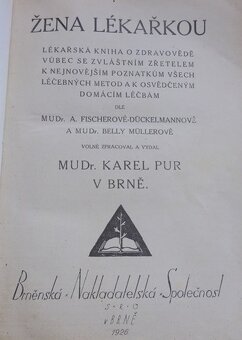 ŽENA LÉKAŘKOU
LÉKAŘSKÁ KNIHA O ZDRAVOVĚDĚ
VŮBEC SE ZVLÁŠTNÍM ZŘETELEM
K NEJNOVĚJŠÍM POZNATKŮM VŠECH
LÉČEBNÝCH METOD A K OSVĚDČENÝM
DOMÁCÍM LÉČBÁM
DLE
MUDr. A. FISCHEROVÉ-DÜCKELMANNOVÉ
A MUDr. BELLY MÜLLEROVÉ
VOLNĚ ZPRACOVAL A VYDAL
MUDr. KAREL PUR
V BRNĚ.
Brněnská - Nakladatelská - Společnost
S-R-O
V BRNĚ
1926